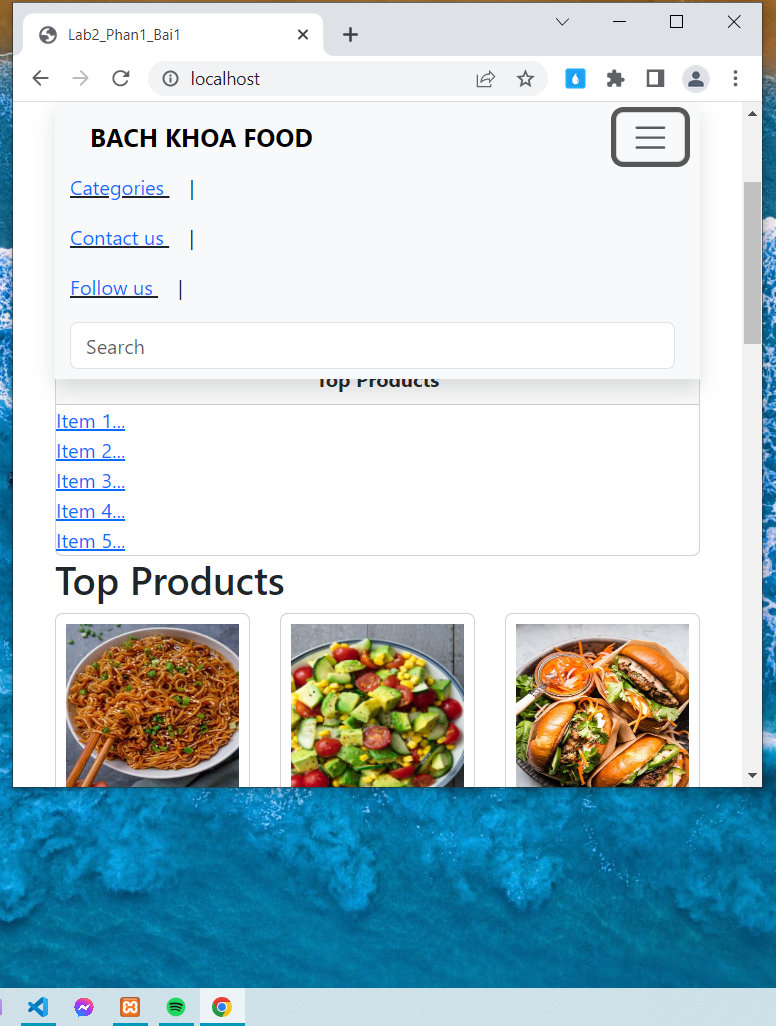 Lab2_Phan1_Bai1
localhost
BACH KHOA FOOD
Categories |
Contact us |
Follow us |
Search
Top Products
Item 1...
Item 2...
Item 3...
Item 4...
Item 5...
Top Products